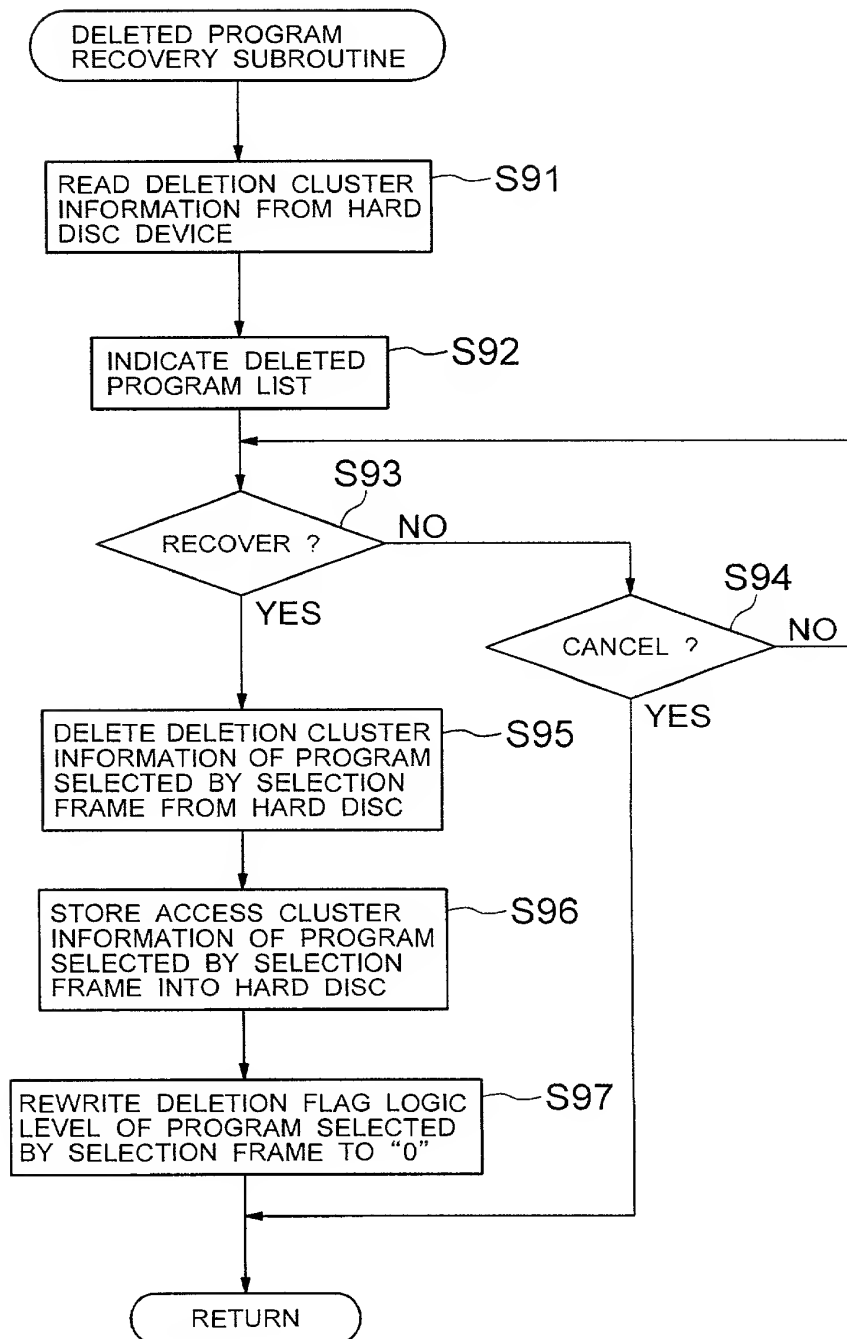 DELETED PROGRAM
RECOVERY SUBROUTINE
READ DELETION CLUSTER
INFORMATION FROM HARD
DISC DEVICE
S91
INDICATE DELETED
PROGRAM LIST
S92
S93
RECOVER ?
NO
YES
S94
CANCEL ?
NO
YES
DELETE DELETION CLUSTER
INFORMATION OF PROGRAM
SELECTED BY SELECTION
FRAME FROM HARD DISC
S95
STORE ACCESS CLUSTER
INFORMATION OF PROGRAM
SELECTED BY SELECTION
FRAME INTO HARD DISC
S96
REWRITE DELETION FLAG LOGIC
LEVEL OF PROGRAM SELECTED
BY SELECTION FRAME TO “0”
S97
RETURN